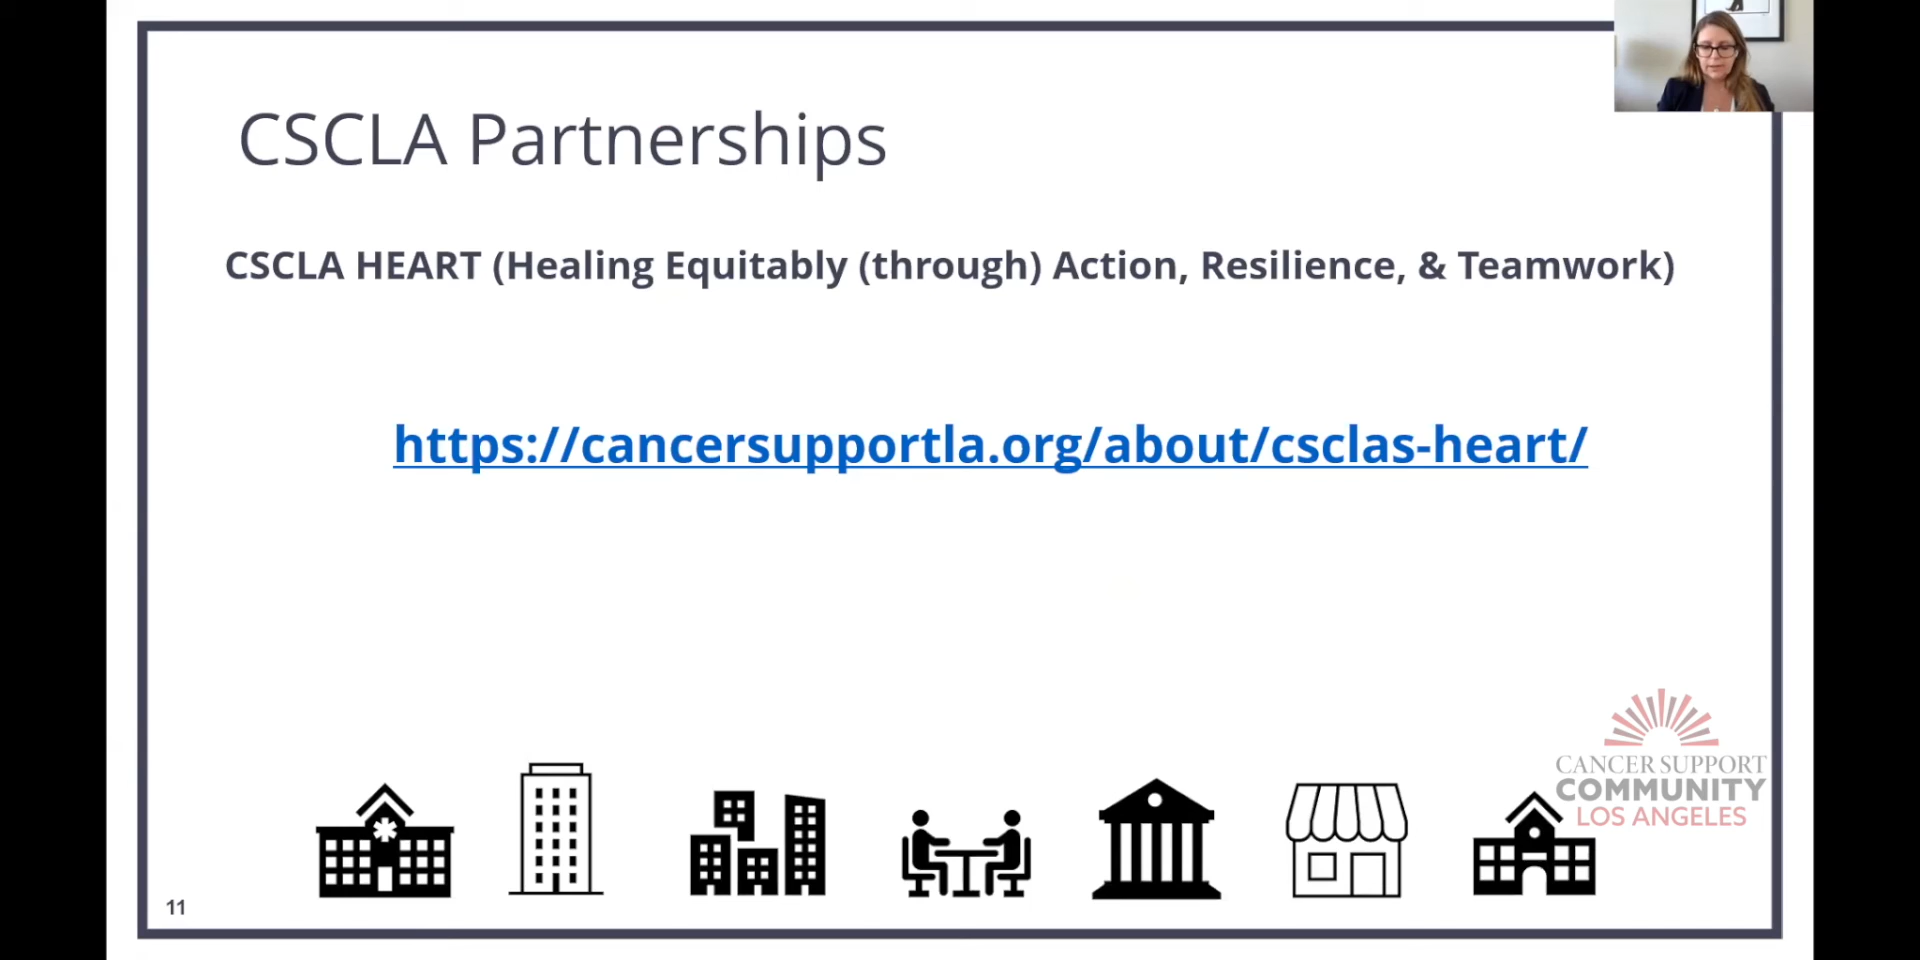 CSCLA Partnerships
CSCLA HEART (Healing Equitably (through) Action, Resilience, & Teamwork)
https://cancersupportla.org/about/csclas-heart/
CANCER SUPPORT
COMMUNITY
LOS ANGELES
11